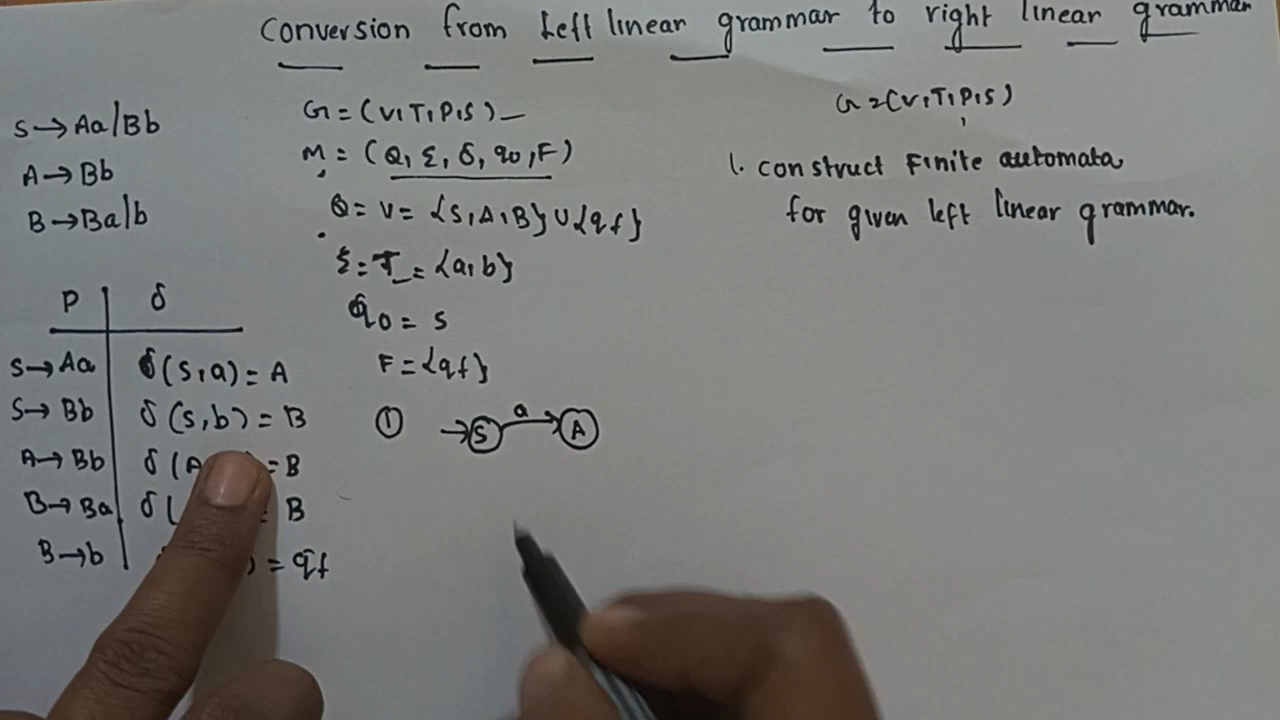 Conversion from Left linear grammar to right linear grammar
S→Aa/Bb
A→Bb
B→Ba/b
G=(V,T,P,S)
M=(Q,Σ,δ,q0,F)
Q=V={S,A,B}∪{qf}
Σ=T={a,b}
q0=S
F={qf}
G=(V,T,P,S)
1. construct Finite automata
for given left linear grammar.
P | δ
S→Aa | δ(S,a)=A
S→Bb | δ(S,b)=B
A→Bb | δ(A =B
B→Ba | δ( = B
B→b | )=qf
① →S a→ A